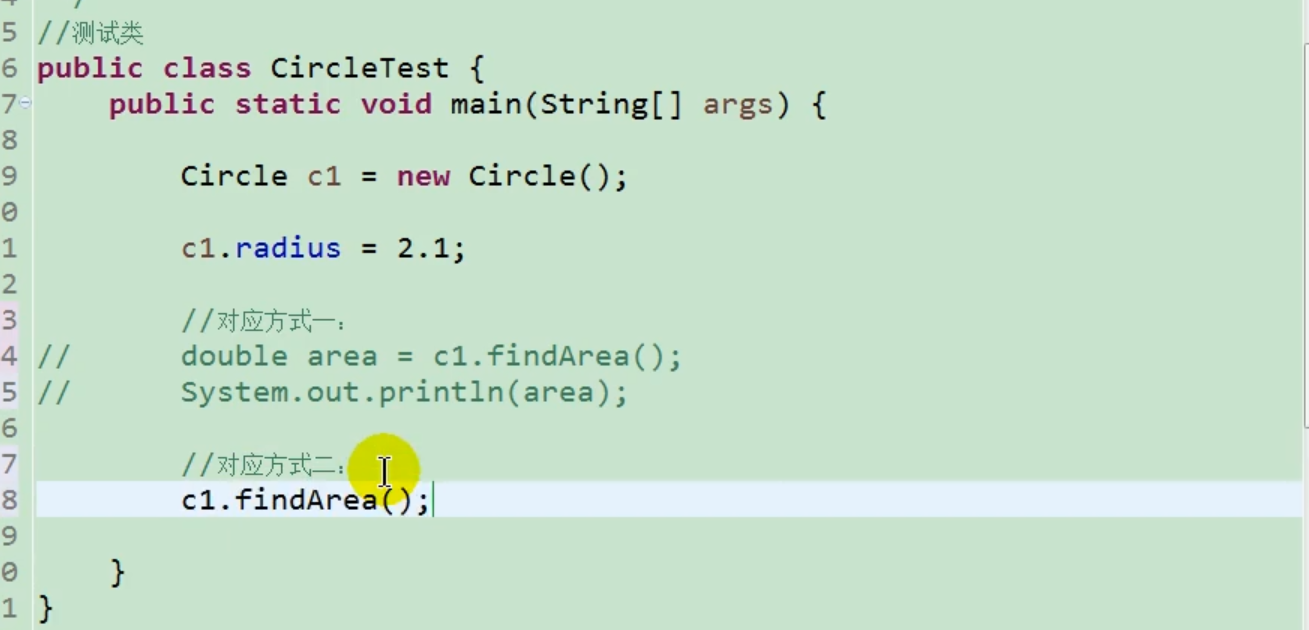 5 //测试类
6 public class CircleTest {
7 public static void main(String[] args) {
8
9 Circle c1 = new Circle();
0
1 c1.radius = 2.1;
2
3 //对应方式一：
4 // double area = c1.findArea();
5 // System.out.println(area);
6
7 //对应方式二：
8 c1.findArea();
9
0 }
1 }